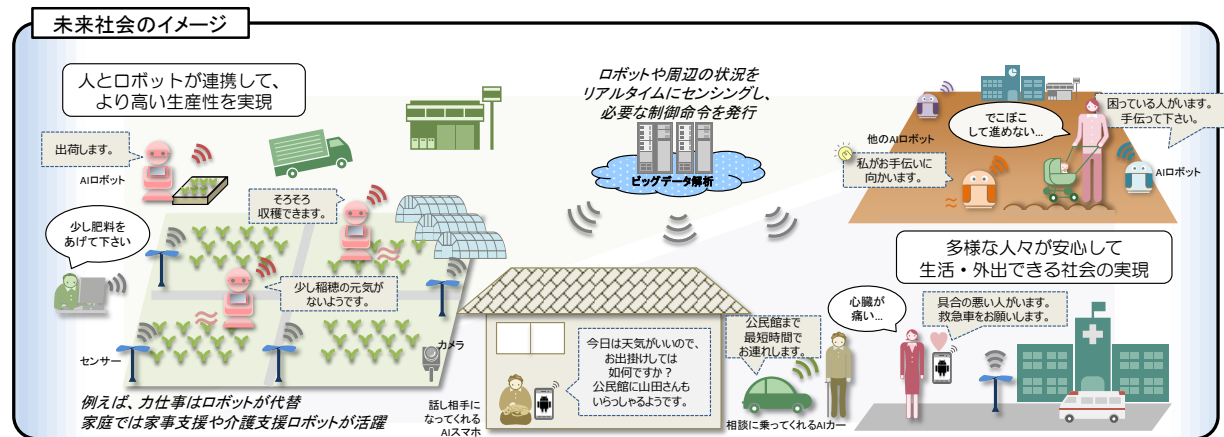 未来社会のイメージ
人とロボットが連携して、
より高い生産性を実現
ロボットや周辺の状況を
リアルタイムにセンシングし、
必要な制御命令を発行
ビッグデータ解析
出荷します。
AIロボット
そろそろ
収穫できます。
少し肥料を
あげて下さい
少し稲穂の元気が
ないようです。
センサー
カメラ
例えば、力仕事はロボットが代替
家庭では家事支援や介護支援ロボットが活躍
話し相手に
なってくれる
AIスマホ
今日は天気がいいので、
お出掛けしては
如何ですか？
公民館に山田さんも
いらっしゃるようです。
公民館まで
最短時間で
お連れします。
相談に乗ってくれるAIカー
他のAIロボット
でこぼこ
して進めない...
困っている人がいます。
手伝って下さい。
私がお手伝いに
向かいます。
AIロボット
多様な人々が安心して
生活・外出できる社会の実現
心臓が
痛い...
具合の悪い人がいます。
救急車をお願いします。